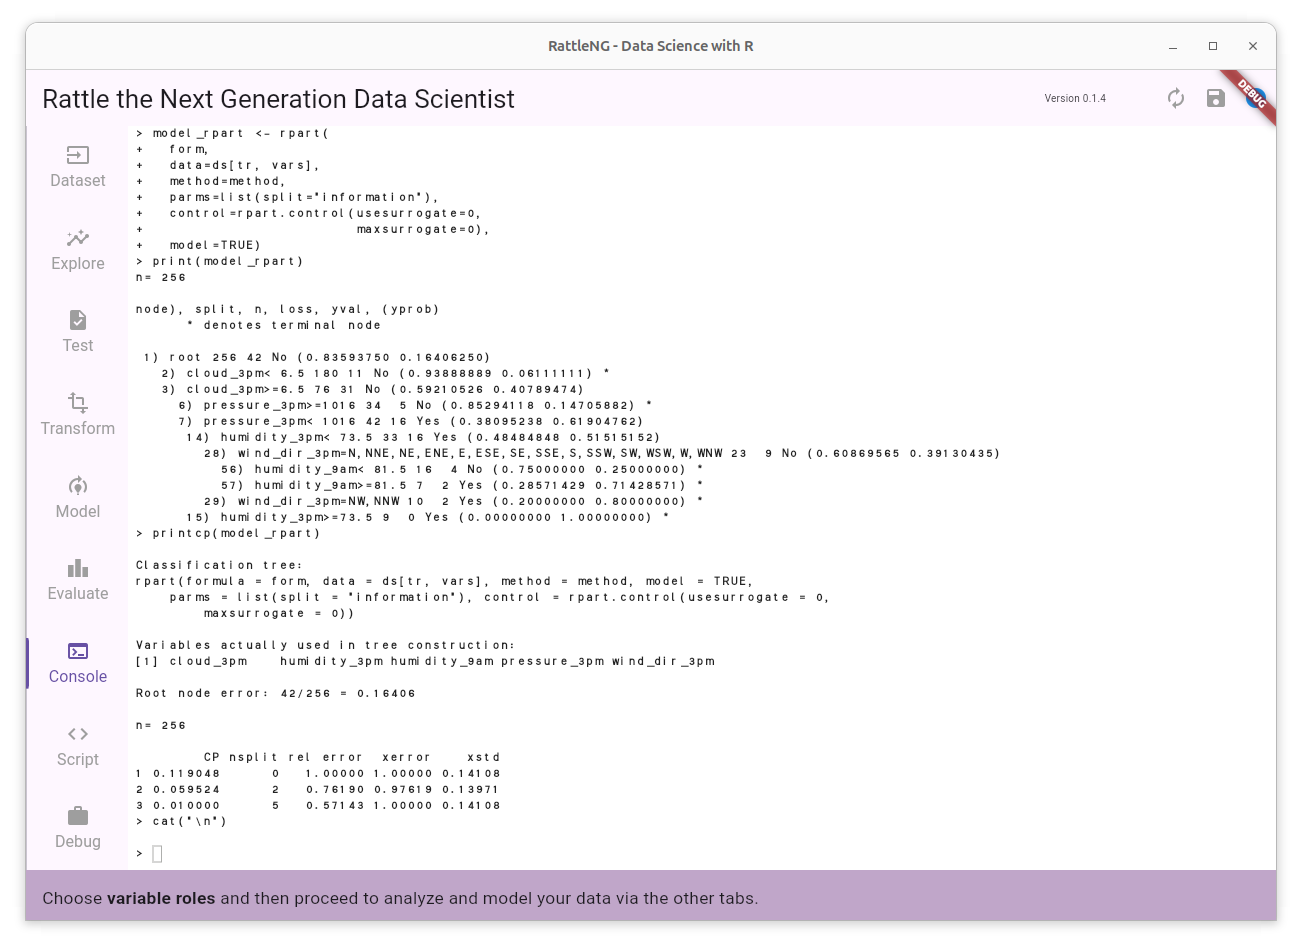 RattleNG - Data Science with R
Rattle the Next Generation Data Scientist
Version 0.1.4
DEBUG
Dataset
Explore
Test
Transform
Model
Evaluate
Console
Script
Debug
> model_rpart <- rpart(
+   form,
+   data=ds[tr, vars],
+   method=method,
+   parms=list(split="information"),
+   control=rpart.control(usesurrogate=0,
+                         maxsurrogate=0),
+   model=TRUE)
> print(model_rpart)
n= 256
node), split, n, loss, yval, (yprob)
      * denotes terminal node
 1) root 256 42 No (0.83593750 0.16406250)
   2) cloud_3pm< 6.5 180 11 No (0.93888889 0.06111111) *
   3) cloud_3pm>=6.5 76 31 No (0.59210526 0.40789474)
     6) pressure_3pm>=1016 34  5 No (0.85294118 0.14705882) *
     7) pressure_3pm< 1016 42 16 Yes (0.38095238 0.61904762)
      14) humidity_3pm< 73.5 33 16 Yes (0.48484848 0.51515152)
        28) wind_dir_3pm=N,NNE,NE,ENE,E,ESE,SE,SSE,S,SSW,SW,WSW,W,WNW 23  9 No (0.60869565 0.39130435)
          56) humidity_9am< 81.5 16  4 No (0.75000000 0.25000000) *
          57) humidity_9am>=81.5 7  2 Yes (0.28571429 0.71428571) *
        29) wind_dir_3pm=NW,NNW 10  2 Yes (0.20000000 0.80000000) *
      15) humidity_3pm>=73.5 9  0 Yes (0.00000000 1.00000000) *
> printcp(model_rpart)
Classification tree:
rpart(formula = form, data = ds[tr, vars], method = method, model = TRUE,
    parms = list(split = "information"), control = rpart.control(usesurrogate = 0,
        maxsurrogate = 0))
Variables actually used in tree construction:
[1] cloud_3pm    humidity_3pm humidity_9am pressure_3pm wind_dir_3pm
Root node error: 42/256 = 0.16406
n= 256
        CP nsplit rel error  xerror    xstd
1 0.119048      0   1.00000 1.00000 0.14108
2 0.059524      2   0.76190 0.97619 0.13971
3 0.010000      5   0.57143 1.00000 0.14108
> cat("\n")
>
Choose variable roles and then proceed to analyze and model your data via the other tabs.